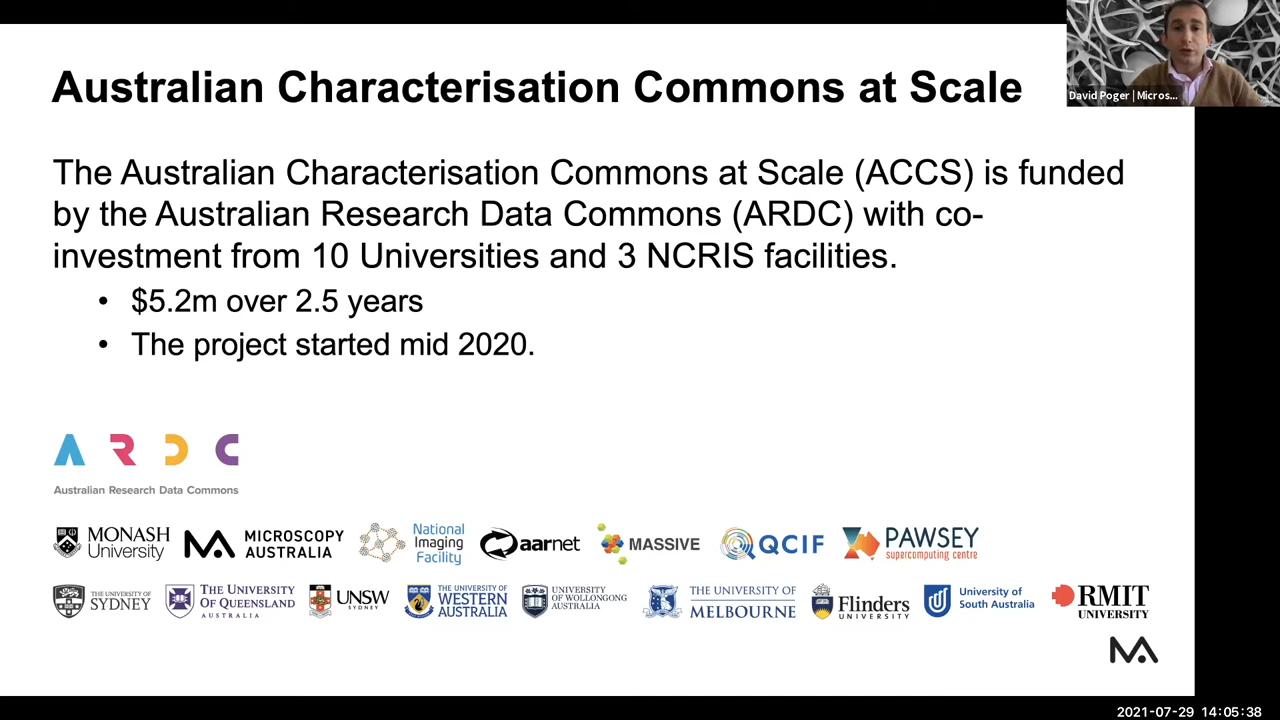 Australian Characterisation Commons at Scale
David Poger | Micros...
The Australian Characterisation Commons at Scale (ACCS) is funded
by the Australian Research Data Commons (ARDC) with co-
investment from 10 Universities and 3 NCRIS facilities.
• $5.2m over 2.5 years
• The project started mid 2020.
A R D C
Australian Research Data Commons
MONASH University
MICROSCOPY AUSTRALIA
National Imaging Facility
aarnet
MASSIVE
QCIF
PAWSEY supercomputing centre
THE UNIVERSITY OF SYDNEY
THE UNIVERSITY OF QUEENSLAND AUSTRALIA
UNSW SYDNEY
THE UNIVERSITY OF WESTERN AUSTRALIA
UNIVERSITY OF WOLLONGONG AUSTRALIA
THE UNIVERSITY OF MELBOURNE
Flinders UNIVERSITY
University of South Australia
RMIT UNIVERSITY
2021-07-29 14:05:38